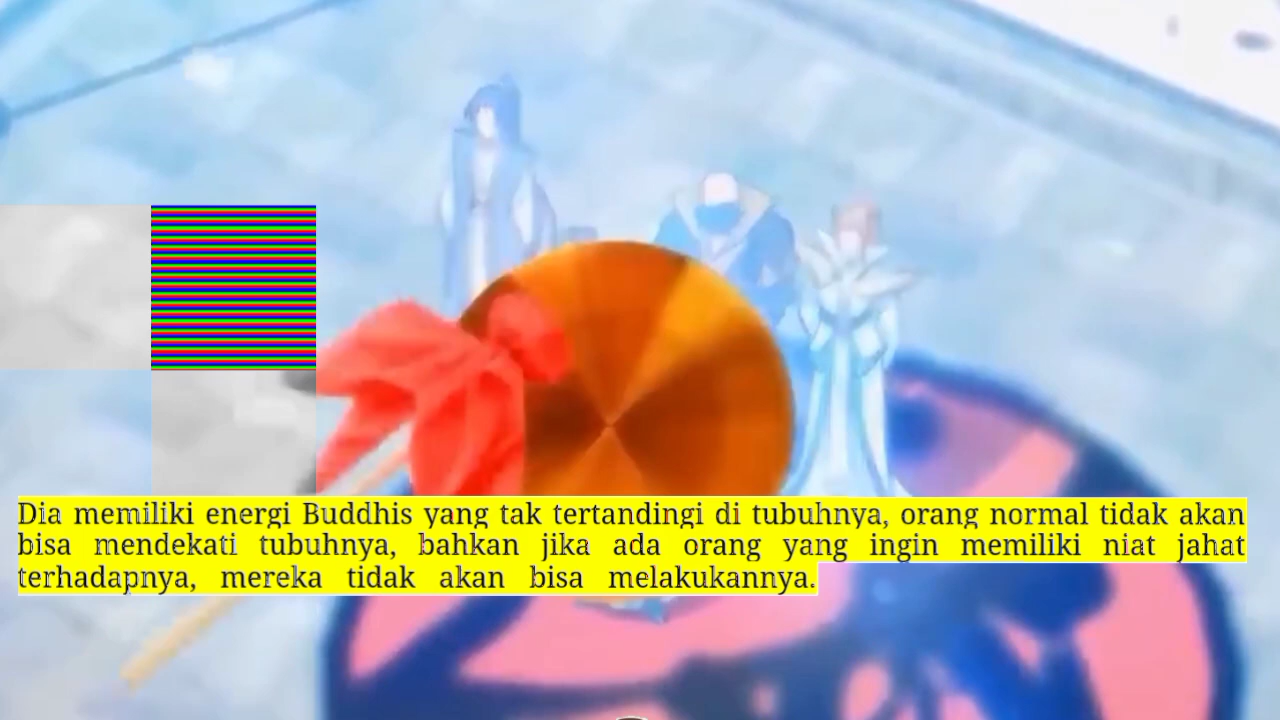 Dia memiliki energi Buddhis yang tak tertandingi di tubuhnya, orang normal tidak akan
bisa mendekati tubuhnya, bahkan jika ada orang yang ingin memiliki niat jahat
terhadapnya, mereka tidak akan bisa melakukannya.